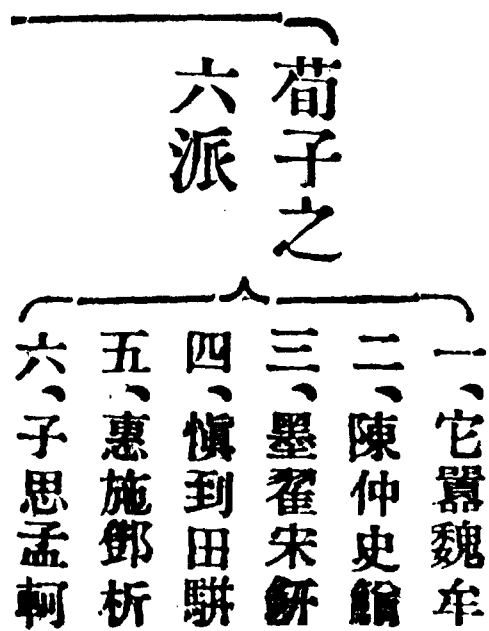 荀子之
六派
一、它囂魏牟
二、陳仲史鰌
三、墨翟宋鈃
四、愼到田駢
五、惠施鄧析
六、子思孟軻